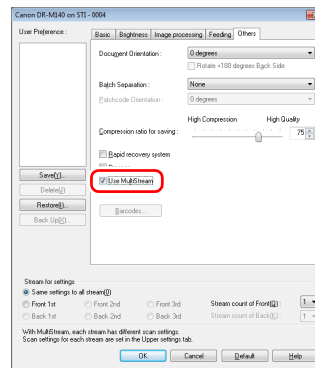 Canon DR-M140 on STI - 0004
User Preference :
Basic Brightness Image processing Feeding Others
Document Orientation : 0 degrees
Rotate +180 degrees Back Side
Batch Separation : None
Patchcode Orientation : 0 degrees
High Compression High Quality
Compression ratio for saving : 75
Rapid recovery system
Use MultiStream
Save(Y)...
Delete(J)
Restore(L)...
Back Up(K)...
Barcodes...
Stream for settings
Same settings to all stream(0)
Front 1st Front 2nd Front 3rd Stream count of Front(Q) : 1
Back 1st Back 2nd Back 3rd Stream count of Back(L) : 1
With MultiStream, each stream has different scan settings.
Scan settings for each stream are set in the Upper settings tab.
OK Cancel Default Help